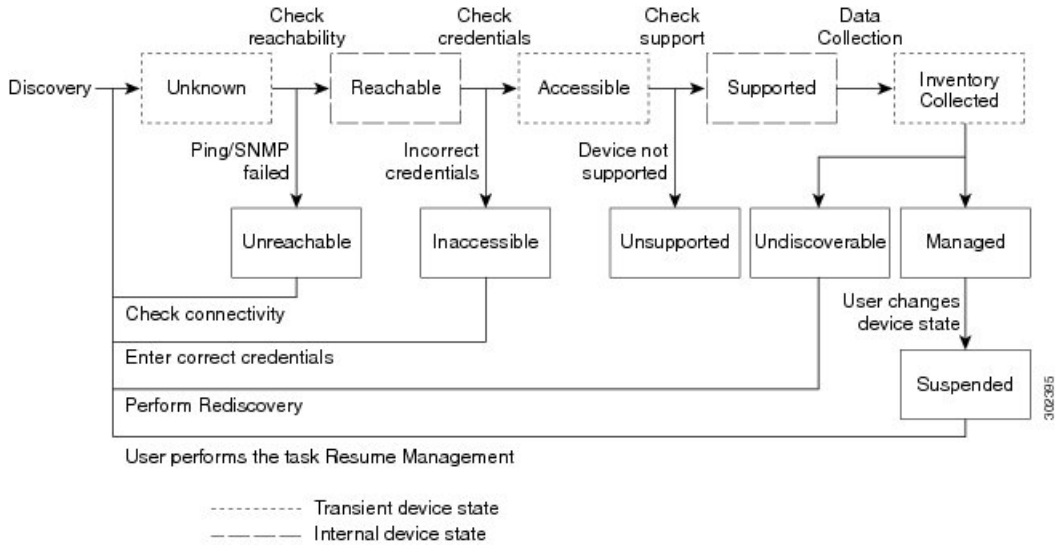 Check
reachability
Check
credentials
Check
support
Data
Collection
Discovery
Unknown
Reachable
Accessible
Supported
Inventory
Collected
Ping/SNMP
failed
Incorrect
credentials
Device not
supported
Unreachable
Inaccessible
Unsupported
Undiscoverable
Managed
User changes
device state
Check connectivity
Enter correct credentials
Suspended
Perform Rediscovery
302395
User performs the task Resume Management
Transient device state
Internal device state